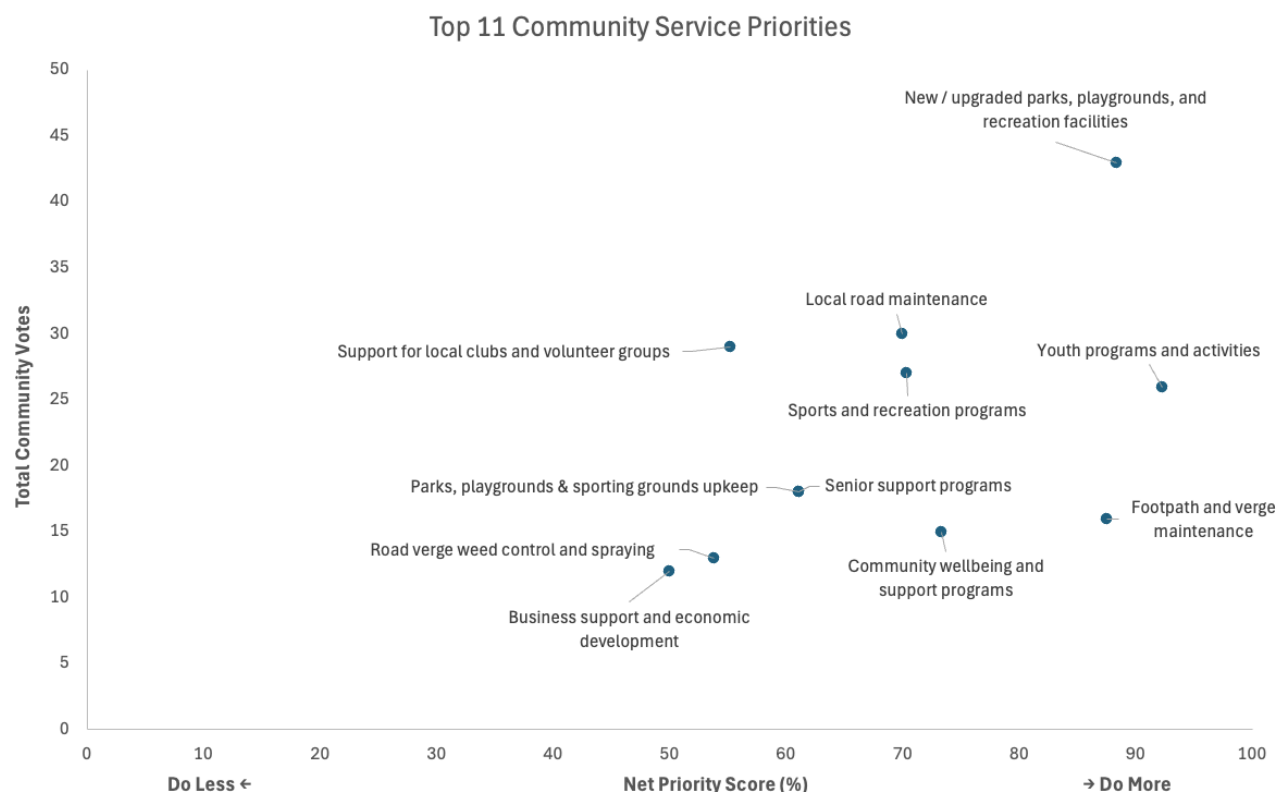 Top 11 Community Service Priorities
50
New / upgraded parks, playgrounds, and
recreation facilities
45
40
35
Local road maintenance
30
Support for local clubs and volunteer groups
Youth programs and activities
25
Sports and recreation programs
20
Parks, playgrounds & sporting grounds upkeep
Senior support programs
Footpath and verge
maintenance
15
Road verge weed control and spraying
Community wellbeing and
support programs
10
Business support and economic
development
5
0
Total Community Votes
0 10 20 30 40 50 60 70 80 90 100
Do Less ← Net Priority Score (%) → Do More